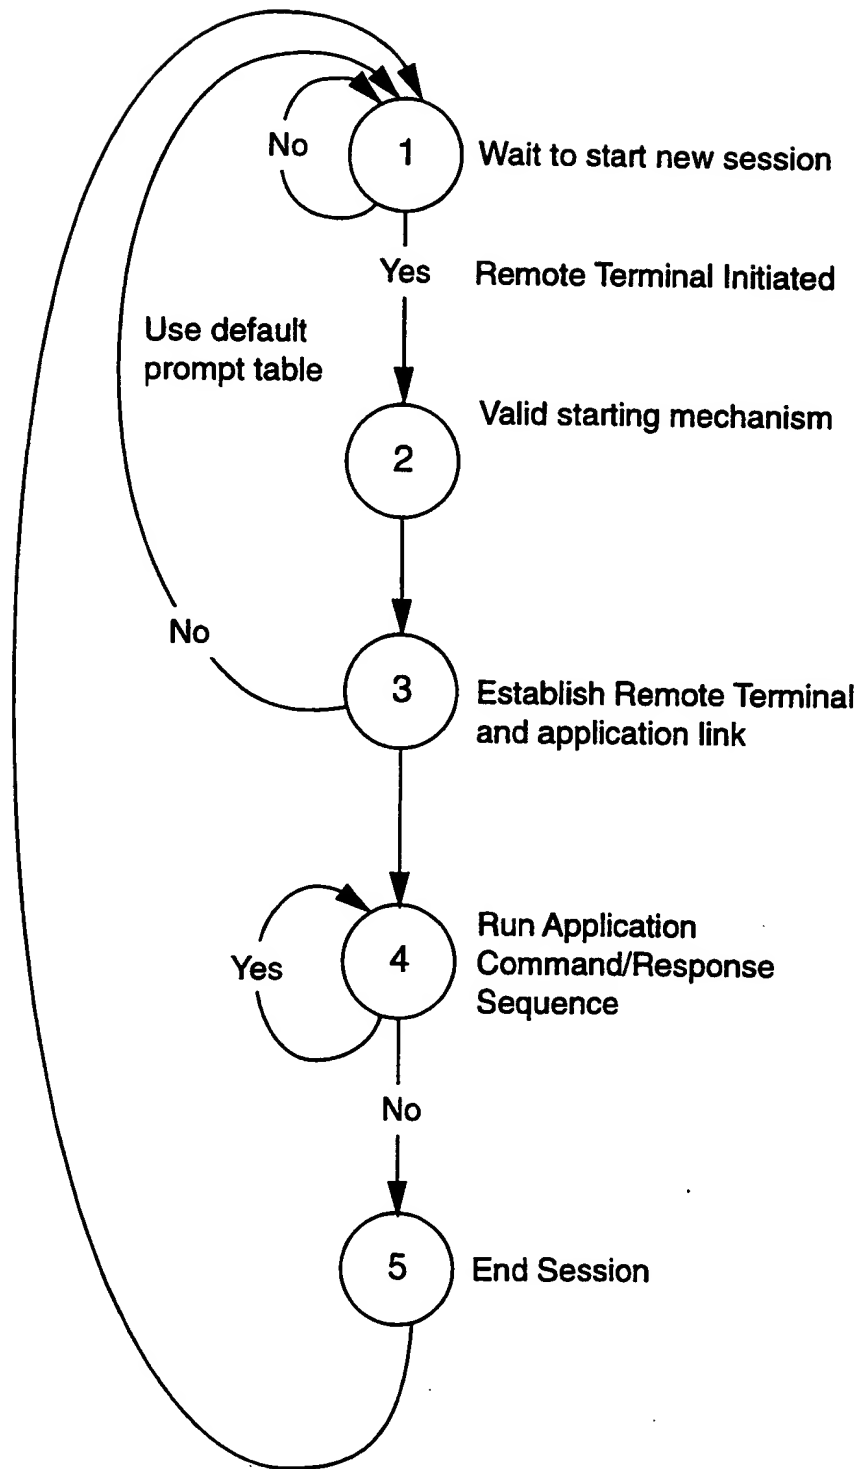 1
Wait to start new session
No
Yes
Remote Terminal Initiated
Use default
prompt table
Valid starting mechanism
2
No
3
Establish Remote Terminal
and application link
Run Application
Command/Response
Sequence
Yes
4
No
5
End Session